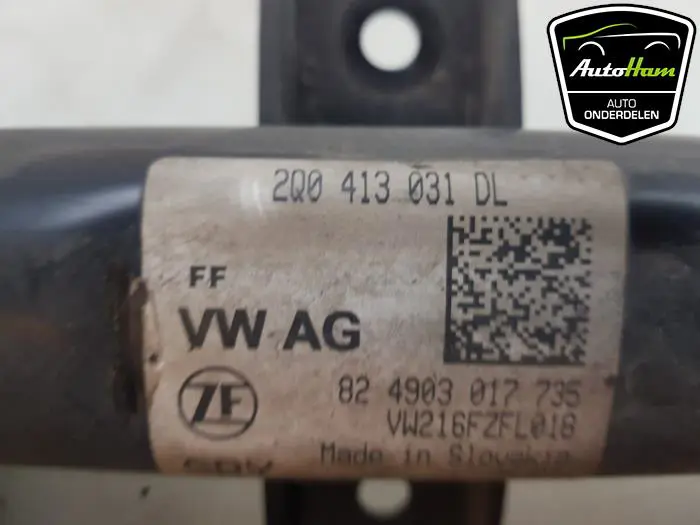 AutoHam
AUTO
ONDERDELEN
2Q0 413 031 DL
FF
VW AG
ZF
82 4903 017 735
VW216FZFL018
Made in Slovakia